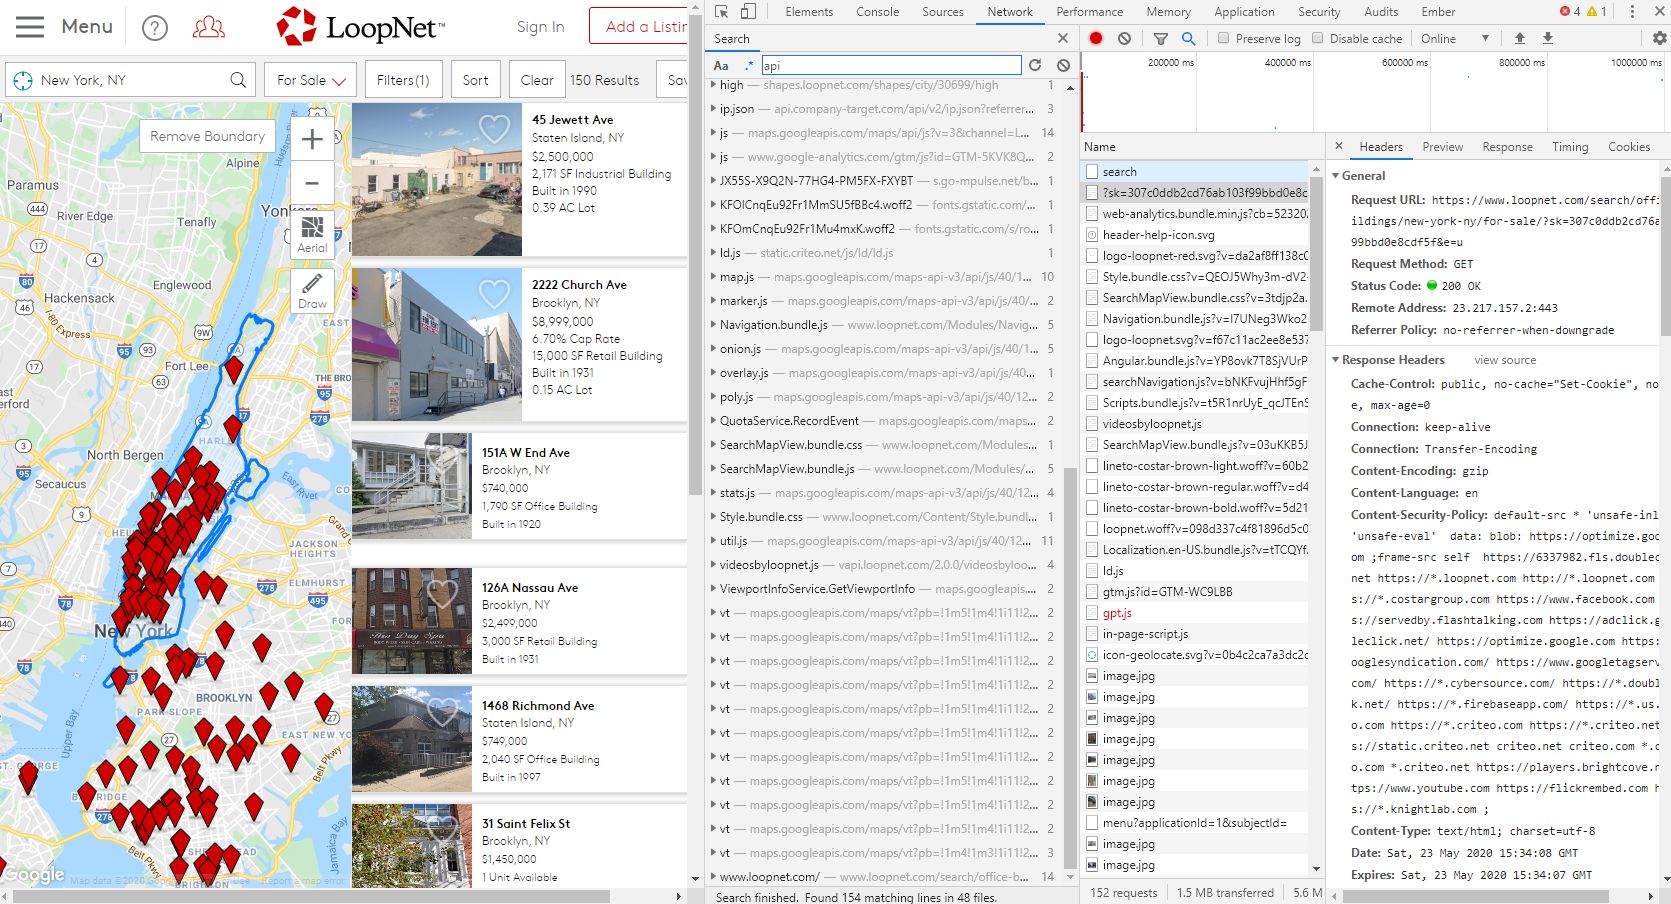 Menu
LoopNet™
Sign In
Add a Listin
New York, NY
For Sale
Filters(1)
Sort
Clear
150 Results
Sav
Remove Boundary
Aerial
Draw
Paramus
Alpine
River Edge
Tenafly
Yonkers
Hackensack
Englewood
I-80 Express
Fort Lee
North Bergen
Secaucus
JACKSON
HEIGHTS
ELMHURST
East River
New York
BROOKLYN
PARK SLOPE
EAST NEW YOR
Upper Bay
Belt Pkwy
Jamaica Bay
Google
45 Jewett Ave
Staten Island, NY
$2,500,000
2,171 SF Industrial Building
Built in 1990
0.39 AC Lot
2222 Church Ave
Brooklyn, NY
$8,999,000
6.70% Cap Rate
15,000 SF Retail Building
Built in 1931
0.15 AC Lot
151A W End Ave
Brooklyn, NY
$740,000
1,790 SF Office Building
Built in 1920
126A Nassau Ave
Brooklyn, NY
$2,499,000
3,000 SF Retail Building
Built in 1931
1468 Richmond Ave
Staten Island, NY
$749,000
2,040 SF Office Building
Built in 1997
31 Saint Felix St
Brooklyn, NY
$1,450,000
1 Unit Available
Elements
Console
Sources
Network
Performance
Memory
Application
Security
Audits
Ember
4
1
Search
Aa
.*
api
high — shapes.loopnet.com/shapes/city/30699/high 1
ip.json — api.company-target.com/api/v2/ip.json?referrer... 3
js — maps.googleapis.com/maps/api/js?v=3&channel=L... 14
js — www.google-analytics.com/gtm/js?id=GTM-5KVK8Q... 2
JX55S-X9Q2N-77HG4-PM5FX-FXYBT — s.go-mpulse.net/b... 1
KFOlCnqEu92Fr1MmSU5fBBc4.woff2 — fonts.gstatic.com/... 1
KFOmCnqEu92Fr1Mu4mxK.woff2 — fonts.gstatic.com/s/ro... 1
ld.js — static.criteo.net/js/ld/ld.js 1
map.js — maps.googleapis.com/maps-api-v3/api/js/40/1... 10
marker.js — maps.googleapis.com/maps-api-v3/api/js/40/... 2
Navigation.bundle.js — www.loopnet.com/Modules/Navig... 5
onion.js — maps.googleapis.com/maps-api-v3/api/js/40/1... 5
overlay.js — maps.googleapis.com/maps-api-v3/api/js/40... 1
poly.js — maps.googleapis.com/maps-api-v3/api/js/40/1... 2
QuotaService.RecordEvent — maps.googleapis.com/maps... 2
SearchMapView.bundle.css — www.loopnet.com/Modules... 1
SearchMapView.bundle.js — www.loopnet.com/Modules/... 5
stats.js — maps.googleapis.com/maps-api-v3/api/js/40/12... 4
Style.bundle.css — www.loopnet.com/Content/Style.bundl... 1
util.js — maps.googleapis.com/maps-api-v3/api/js/40/12... 11
videosbyloopnet.js — vapi.loopnet.com/2.0.0/videosbyloo... 4
ViewportInfoService.GetViewportInfo — maps.googleapis... 2
vt — maps.googleapis.com/maps/vt?pb=!1m5!1m4!1i11!2... 2
vt — maps.googleapis.com/maps/vt?pb=!1m5!1m4!1i11!2... 2
vt — maps.googleapis.com/maps/vt?pb=!1m5!1m4!1i11!2... 2
vt — maps.googleapis.com/maps/vt?pb=!1m5!1m4!1i11!2... 2
vt — maps.googleapis.com/maps/vt?pb=!1m5!1m4!1i11!2... 2
vt — maps.googleapis.com/maps/vt?pb=!1m5!1m4!1i11!2... 2
vt — maps.googleapis.com/maps/vt?pb=!1m5!1m4!1i11!2... 2
vt — maps.googleapis.com/maps/vt?pb=!1m5!1m4!1i11!2... 2
vt — maps.googleapis.com/maps/vt?pb=!1m5!1m4!1i11!2... 2
vt — maps.googleapis.com/maps/vt?pb=!1m5!1m4!1i11!2... 2
vt — maps.googleapis.com/maps/vt?pb=!1m5!1m4!1i11!2... 2
vt — maps.googleapis.com/maps/vt?pb=!1m4!1m3!1i11!2... 3
www.loopnet.com/ — www.loopnet.com/search/office-b... 14
Search finished. Found 154 matching lines in 48 files.
Preserve log
Disable cache
Online
200000 ms
400000 ms
600000 ms
800000 ms
1000000 ms
Name
search
?sk=307c0ddb2cd76ab103f99bbd0e8c
web-analytics.bundle.min.js?cb=52320
header-help-icon.svg
logo-loopnet-red.svg?v=da2af8ff138c0
Style.bundle.css?v=QEOJ5Why3m-dV2-
SearchMapView.bundle.css?v=3tdjp2a.
Navigation.bundle.js?v=I7UNeg3Wko2
logo-loopnet.svg?v=f67c11ac2ee8e537
Angular.bundle.js?v=YP8ovk7T8SjVUrP
searchNavigation.js?v=bNKFvujHhf5gF
Scripts.bundle.js?v=t5R1nrUyE_qcJTEnS
videosbyloopnet.js
SearchMapView.bundle.js?v=03uKKB5J
lineto-costar-brown-light.woff?v=60b2
lineto-costar-brown-regular.woff?v=d4
lineto-costar-brown-bold.woff?v=5d21
loopnet.woff?v=098d337c4f81896d5c0
Localization.en-US.bundle.js?v=tTCQYf.
ld.js
gtm.js?id=GTM-WC9LBB
gpt.js
in-page-script.js
icon-geolocate.svg?v=0b4c2ca7a3dc2c
image.jpg
image.jpg
image.jpg
image.jpg
image.jpg
image.jpg
image.jpg
menu?applicationId=1&subjectId=
image.jpg
image.jpg
152 requests
1.5 MB transferred
5.6 M
Headers
Preview
Response
Timing
Cookies
General
Request URL: https://www.loopnet.com/search/offi
ildings/new-york-ny/for-sale/?sk=307c0ddb2cd76a
99bbd0e8cdf5f&e=u
Request Method: GET
Status Code: 200 OK
Remote Address: 23.217.157.2:443
Referrer Policy: no-referrer-when-downgrade
Response Headers
view source
Cache-Control: public, no-cache="Set-Cookie", no
e, max-age=0
Connection: keep-alive
Connection: Transfer-Encoding
Content-Encoding: gzip
Content-Language: en
Content-Security-Policy: default-src * 'unsafe-inl
'unsafe-eval' data: blob: https://optimize.goo
om ;frame-src self https://6337982.fls.doublec
net https://*.loopnet.com http://*.loopnet.com
s://*.costargroup.com https://www.facebook.com
s://servedby.flashtalking.com https://adclick.g
leclick.net/ https://optimize.google.com https:
ooglesyndication.com/ https://www.googletagserv
com/ https://*.cybersource.com/ https://*.doubl
k.net/ https://*.firebaseapp.com/ https://*.us.
o.com https://*.criteo.com https://*.criteo.net
s://static.criteo.net criteo.net criteo.com *.c
o.com *.criteo.net https://players.brightcove.n
tps://www.youtube.com https://flickrembed.com h
s://*.knightlab.com ;
Content-Type: text/html; charset=utf-8
Date: Sat, 23 May 2020 15:34:08 GMT
Expires: Sat, 23 May 2020 15:34:07 GMT